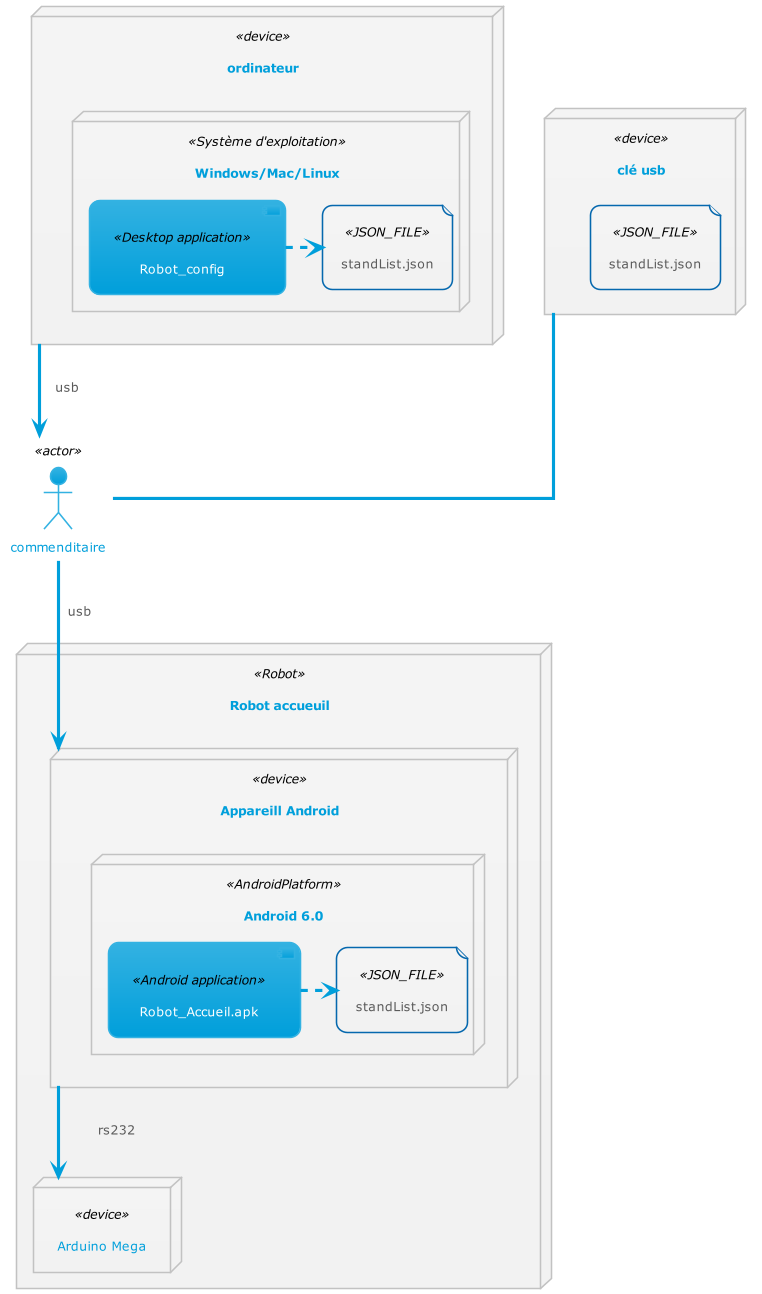 «device»
ordinateur
«Système d'exploitation»
Windows/Mac/Linux
«Desktop application»
Robot_config
«JSON_FILE»
standList.json
«device»
clé usb
«JSON_FILE»
standList.json
usb
«actor»
commenditaire
usb
«Robot»
Robot accueuil
«device»
Appareill Android
«AndroidPlatform»
Android 6.0
«Android application»
Robot_Accueil.apk
«JSON_FILE»
standList.json
rs232
«device»
Arduino Mega